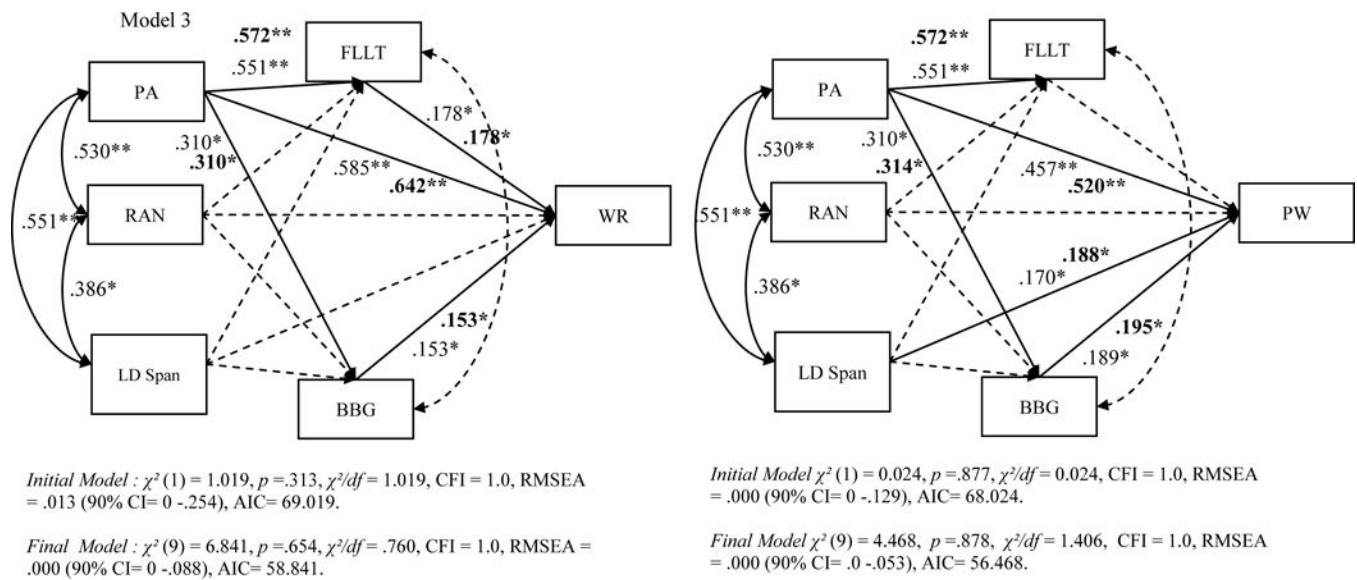 Model 3
.572**
FLLT
.551**
PA
.178*
.310*
.178*
.530**
.310*
.585**
.642**
RAN
WR
.551**
.386*
.153*
LD Span
.153*
BBG
Initial Model : χ² (1) = 1.019, p =.313, χ²/df = 1.019, CFI = 1.0, RMSEA
= .013 (90% CI= 0 -.254), AIC= 69.019.
Final Model : χ² (9) = 6.841, p =.654, χ²/df = .760, CFI = 1.0, RMSEA =
.000 (90% CI= 0 -.088), AIC= 58.841.
.572**
FLLT
.551**
PA
.310*
.530**
.314*
.457**
.520**
RAN
PW
.551**
.188*
.386*
.170*
.195*
LD Span
.189*
BBG
Initial Model χ² (1) = 0.024, p =.877, χ²/df = 0.024, CFI = 1.0, RMSEA
= .000 (90% CI= 0 -.129), AIC= 68.024.
Final Model χ² (9) = 4.468, p =.878, χ²/df = 1.406, CFI = 1.0, RMSEA
= .000 (90% CI= .0 -.053), AIC= 56.468.